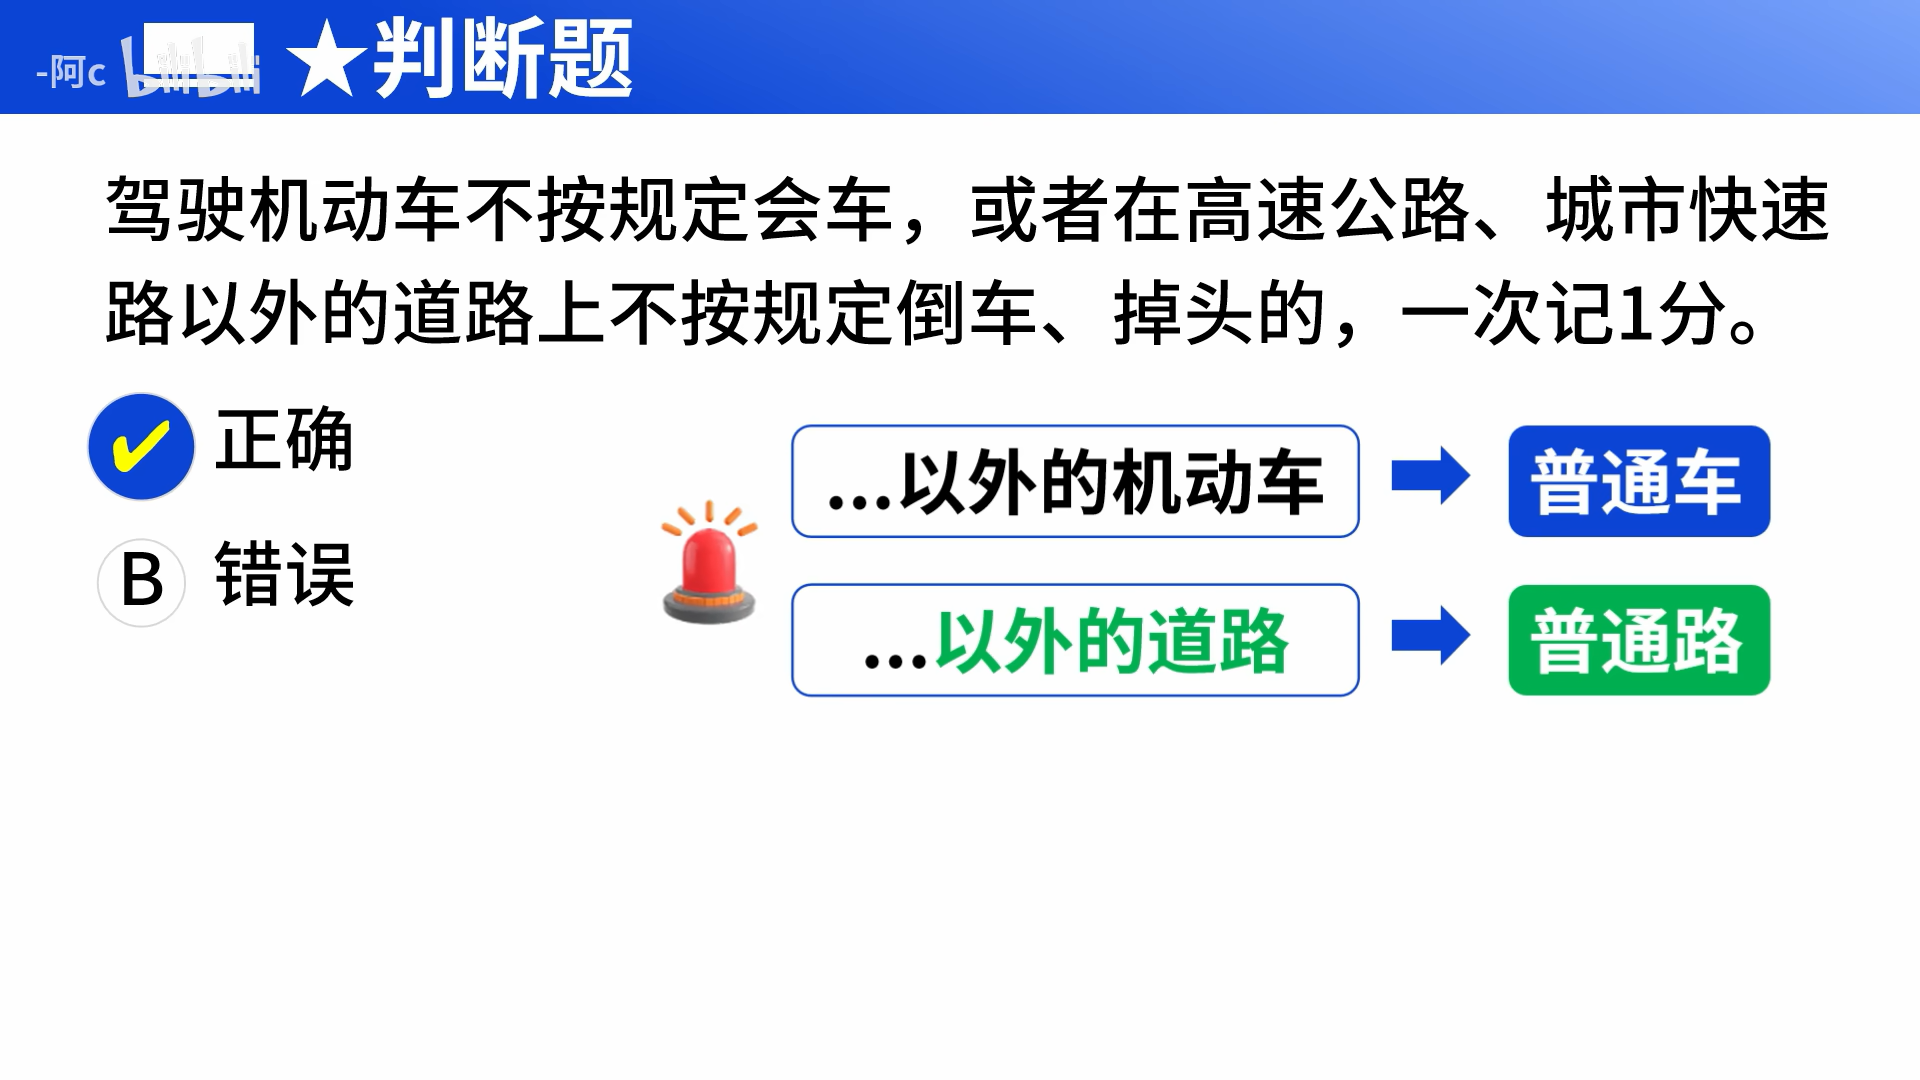 -阿c bilibili ★判断题
驾驶机动车不按规定会车，或者在高速公路、城市快速
路以外的道路上不按规定倒车、掉头的，一次记1分。
✔ 正确
B 错误
...以外的机动车 ➡ 普通车
...以外的道路 ➡ 普通路